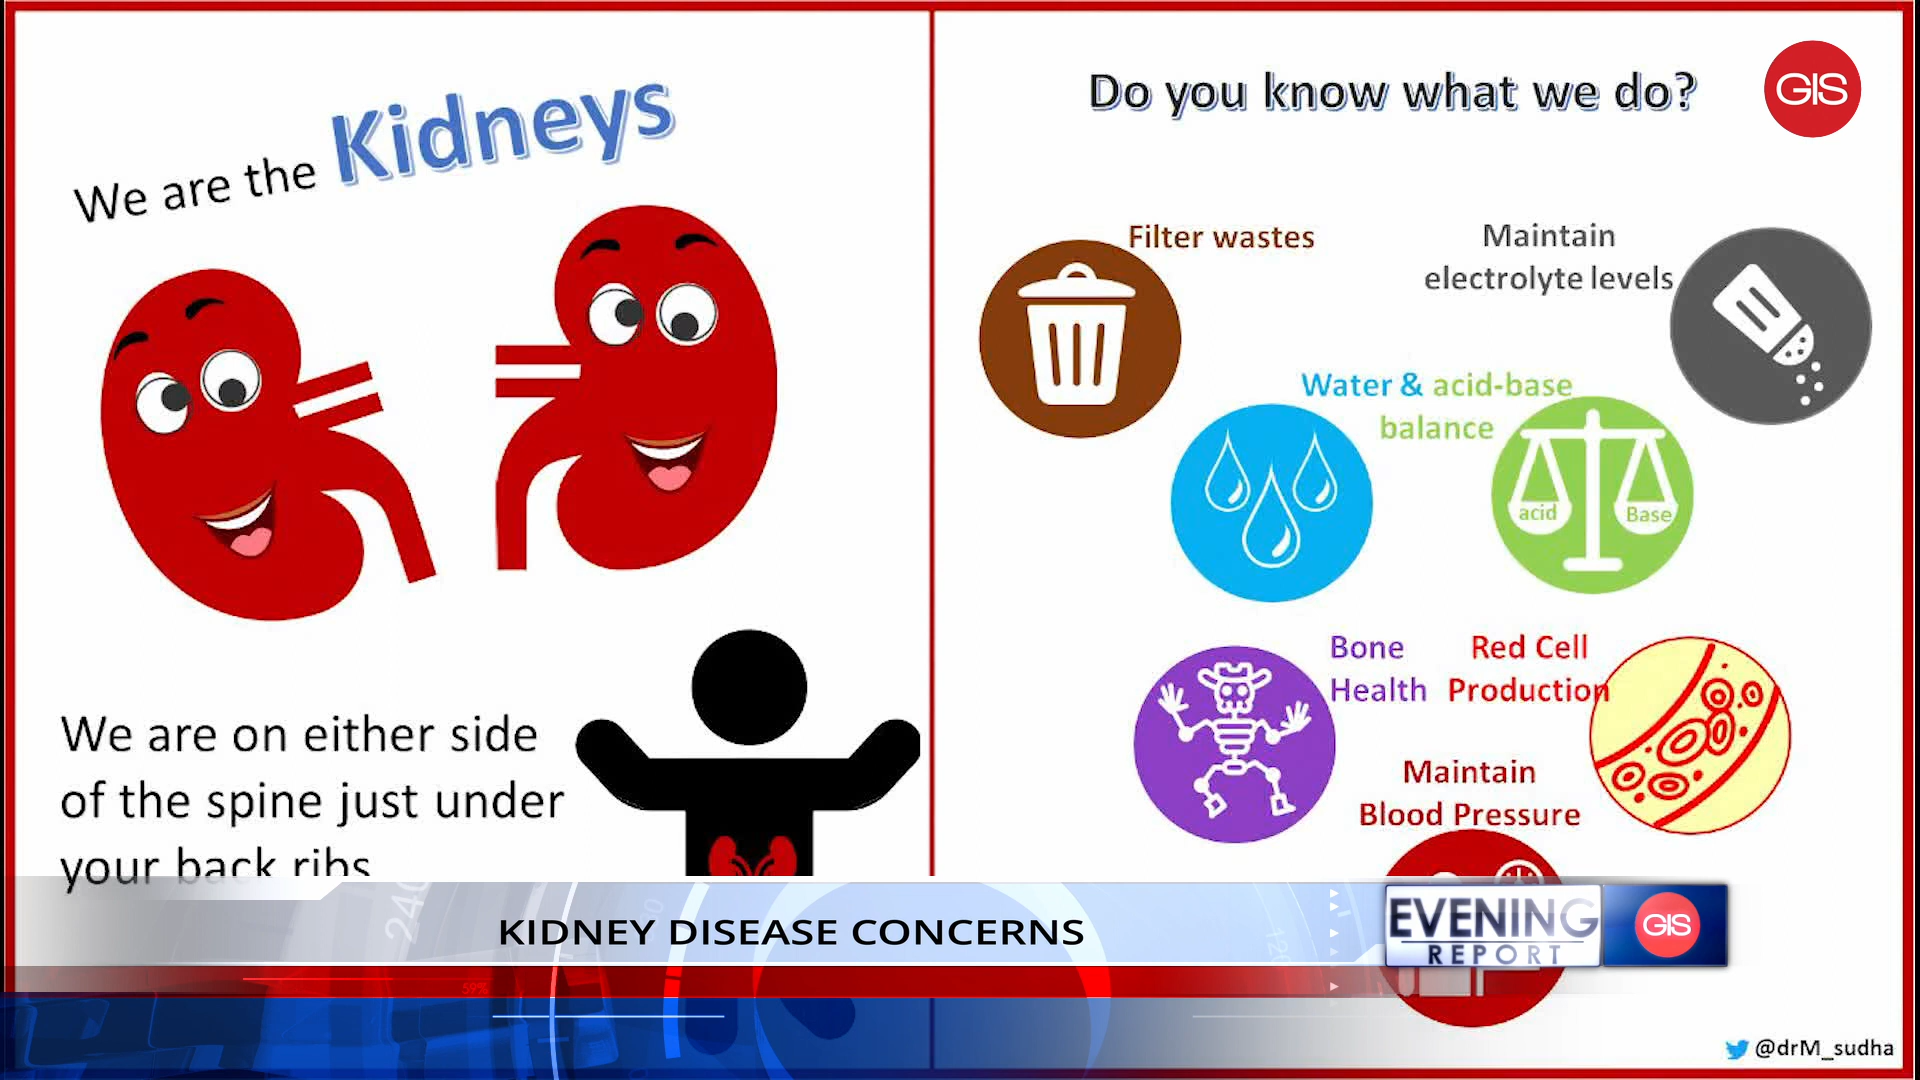 We are the Kidneys
We are on either side
of the spine just under
your back ribs
Do you know what we do?
GIS
Filter wastes
Maintain
electrolyte levels
Water & acid-base
balance
acid
Base
Bone
Health
Red Cell
Production
Maintain
Blood Pressure
KIDNEY DISEASE CONCERNS
EVENING
REPORT
GIS
240
59%
@drM_sudha